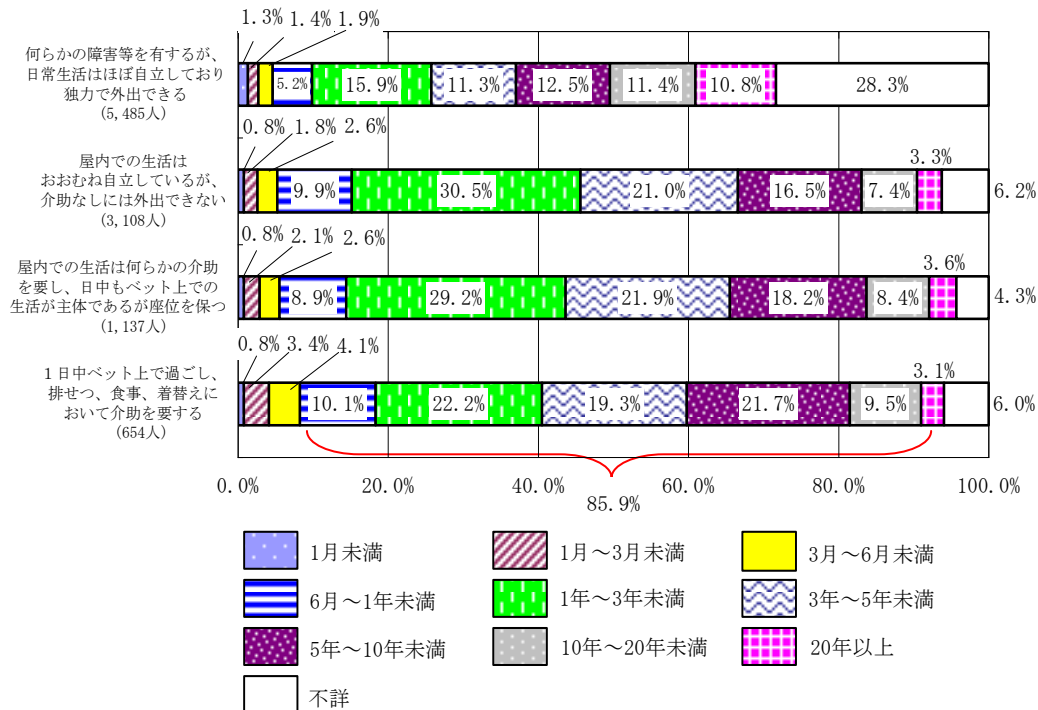 1.3%
1.4%
1.9%
何らかの障害等を有するが、
日常生活はほぼ自立しており
独力で外出できる
(5,485人)
5.2%
15.9%
11.3%
12.5%
11.4%
10.8%
28.3%
0.8%
1.8%
2.6%
3.3%
屋内での生活は
おおむね自立しているが、
介助なしには外出できない
(3,108人)
9.9%
30.5%
21.0%
16.5%
7.4%
6.2%
0.8%
2.1%
2.6%
3.6%
屋内での生活は何らかの介助
を要し、日中もベット上での
生活が主体であるが座位を保つ
(1,137人)
8.9%
29.2%
21.9%
18.2%
8.4%
4.3%
0.8%
3.4%
4.1%
3.1%
1日中ベット上で過ごし、
排せつ、食事、着替えに
おいて介助を要する
(654人)
10.1%
22.2%
19.3%
21.7%
9.5%
6.0%
0.0%
20.0%
40.0%
60.0%
80.0%
100.0%
85.9%
1月未満
1月～3月未満
3月～6月未満
6月～1年未満
1年～3年未満
3年～5年未満
5年～10年未満
10年～20年未満
20年以上
不詳